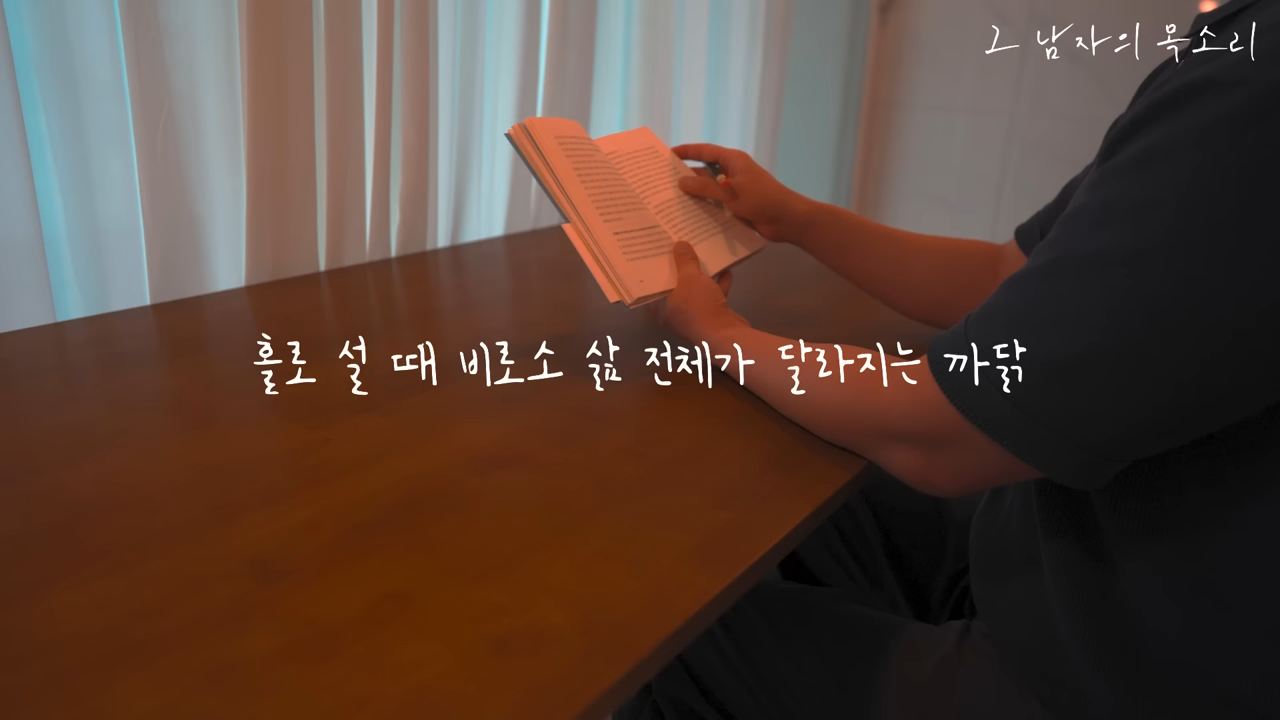 그 남자의 목소리
홀로 설 때 비로소 삶 전체가 달라지는 까닭